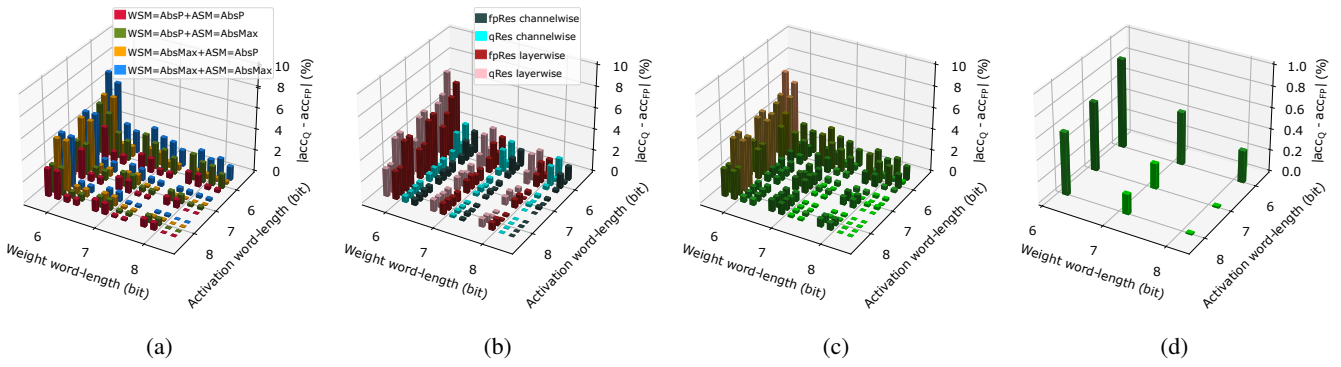 WSM=AbsP+ASM=AbsP
WSM=AbsP+ASM=AbsMax
WSM=AbsMax+ASM=AbsP
WSM=AbsMax+ASM=AbsMax
10
8
6
4
2
0
|acc_Q - acc_FP| (%)
6
7
8
Weight word-length (bit)
6
7
8
Activation word-length (bit)
(a)
fpRes channelwise
qRes channelwise
fpRes layerwise
qRes layerwise
10
8
6
4
2
0
|acc_Q - acc_FP| (%)
6
7
8
Weight word-length (bit)
6
7
8
Activation word-length (bit)
(b)
10
8
6
4
2
0
|acc_Q - acc_FP| (%)
6
7
8
Weight word-length (bit)
6
7
8
Activation word-length (bit)
(c)
1.0
0.8
0.6
0.4
0.2
0.0
|acc_Q - acc_FP| (%)
6
7
8
Weight word-length (bit)
6
7
8
Activation word-length (bit)
(d)